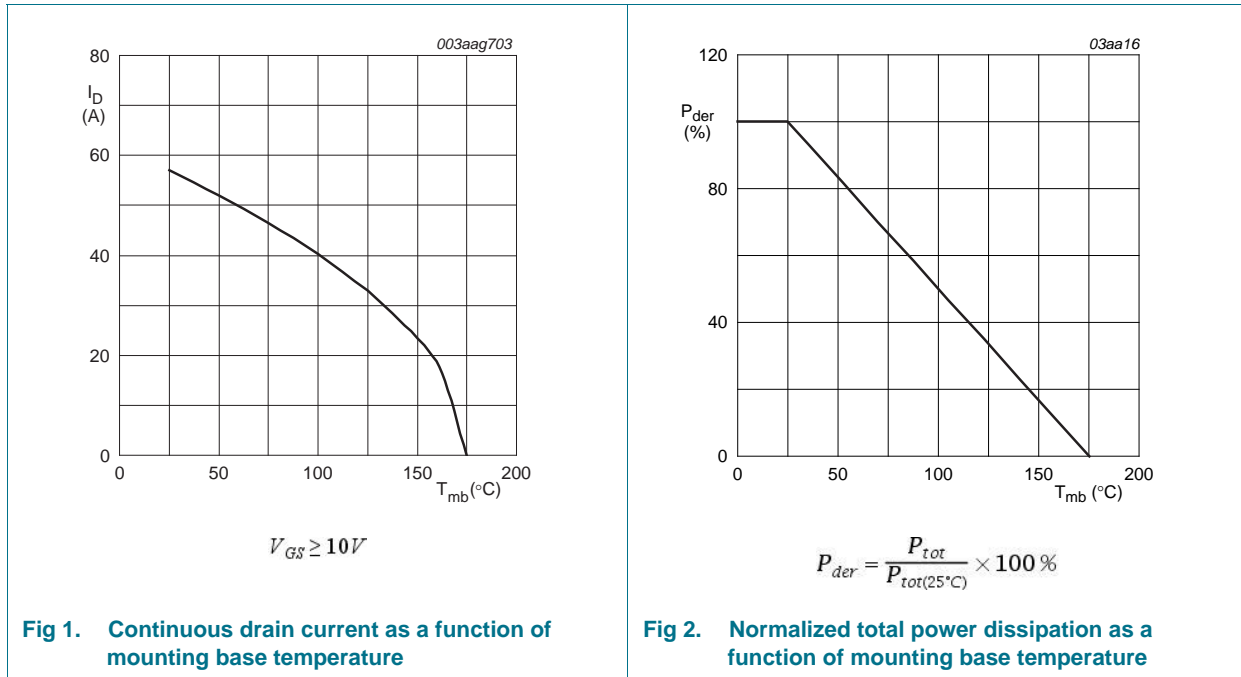 003aag703
80
I_D
(A)
60
40
20
0
0 50 100 150 200
T_mb (°C)
V_GS ≥ 10 V
Fig 1. Continuous drain current as a function of
mounting base temperature
03aa16
120
P_der
(%)
80
40
0
0 50 100 150 200
T_mb (°C)
P_der = P_tot / P_tot(25°C) × 100 %
Fig 2. Normalized total power dissipation as a
function of mounting base temperature